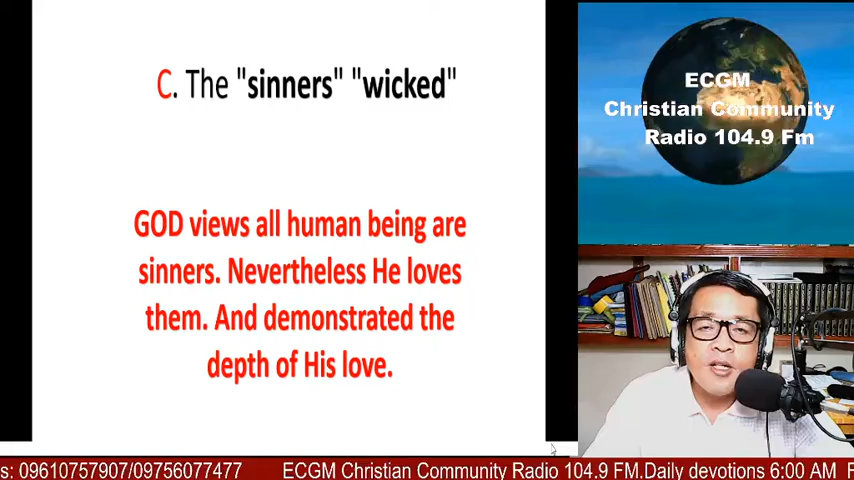 C. The "sinners" "wicked"
GOD views all human being are
sinners. Nevertheless He loves
them. And demonstrated the
depth of His love.
ECGM
Christian Community
Radio 104.9 Fm
s: 09610757907/09756077477 ECGM Christian Community Radio 104.9 FM.Daily devotions 6:00 AM